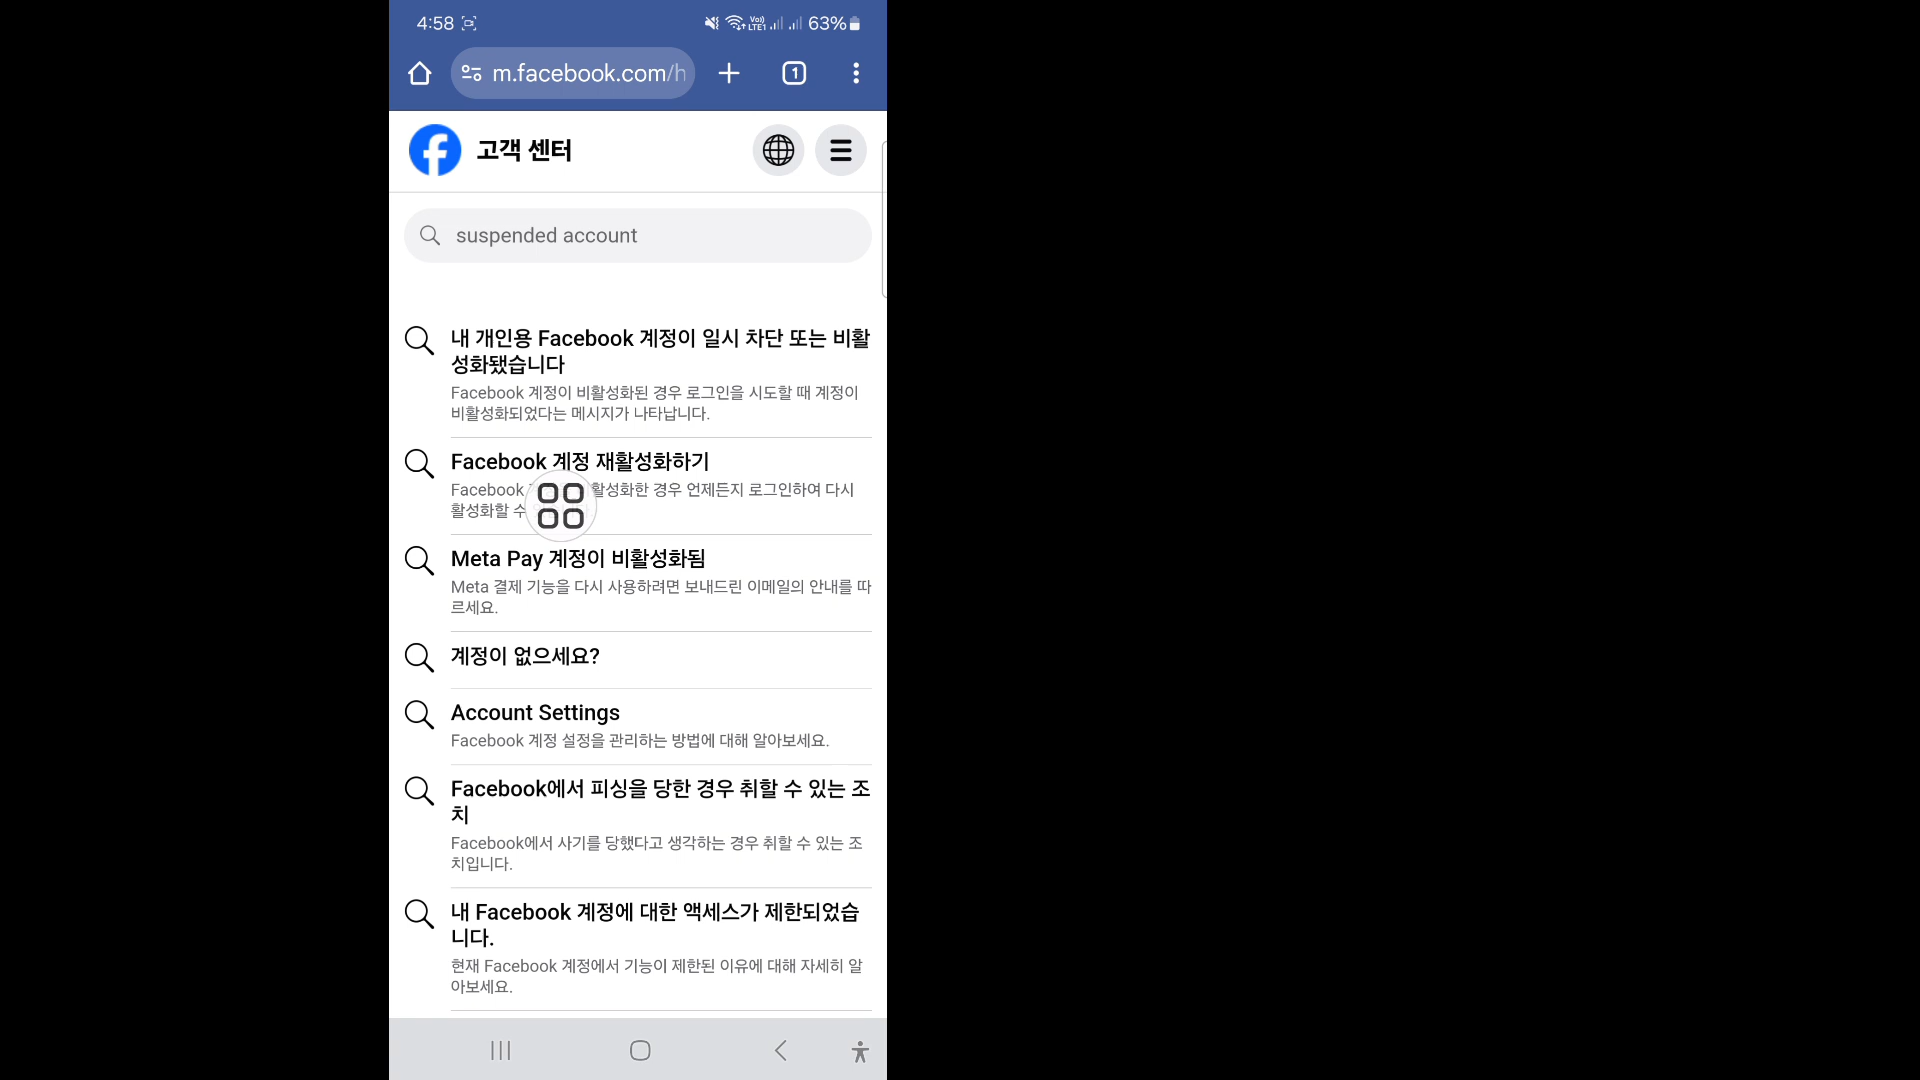 4:58
Vo)) LTE1 63%
m.facebook.com/h
1
고객 센터
suspended account
내 개인용 Facebook 계정이 일시 차단 또는 비활
성화됐습니다
Facebook 계정이 비활성화된 경우 로그인을 시도할 때 계정이
비활성화되었다는 메시지가 나타납니다.
Facebook 계정 재활성화하기
Facebook 활성화한 경우 언제든지 로그인하여 다시
활성화할 수
Meta Pay 계정이 비활성화됨
Meta 결제 기능을 다시 사용하려면 보내드린 이메일의 안내를 따
르세요.
계정이 없으세요?
Account Settings
Facebook 계정 설정을 관리하는 방법에 대해 알아보세요.
Facebook에서 피싱을 당한 경우 취할 수 있는 조
치
Facebook에서 사기를 당했다고 생각하는 경우 취할 수 있는 조
치입니다.
내 Facebook 계정에 대한 액세스가 제한되었습
니다.
현재 Facebook 계정에서 기능이 제한된 이유에 대해 자세히 알
아보세요.